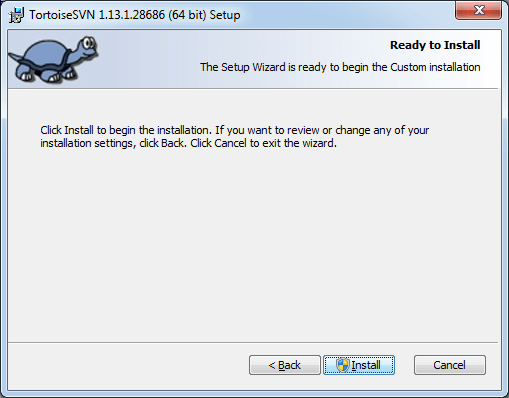 TortoiseSVN 1.13.1.28686 (64 bit) Setup
Ready to Install
The Setup Wizard is ready to begin the Custom installation
Click Install to begin the installation. If you want to review or change any of your
installation settings, click Back. Click Cancel to exit the wizard.
< Back
Install
Cancel